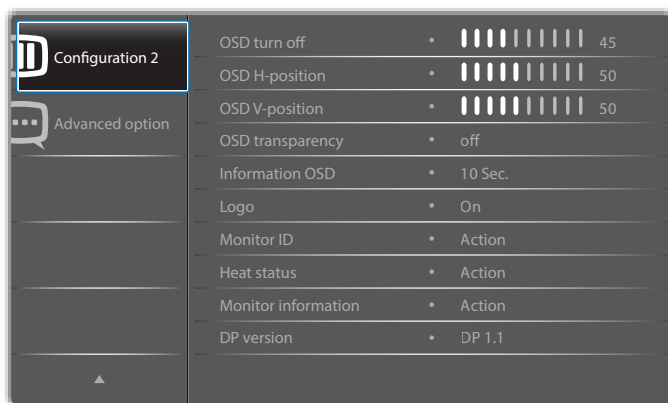 Configuration 2
Advanced option
OSD turn off • 45
OSD H-position • 50
OSD V-position • 50
OSD transparency • off
Information OSD • 10 Sec.
Logo • On
Monitor ID • Action
Heat status • Action
Monitor information • Action
DP version • DP 1.1